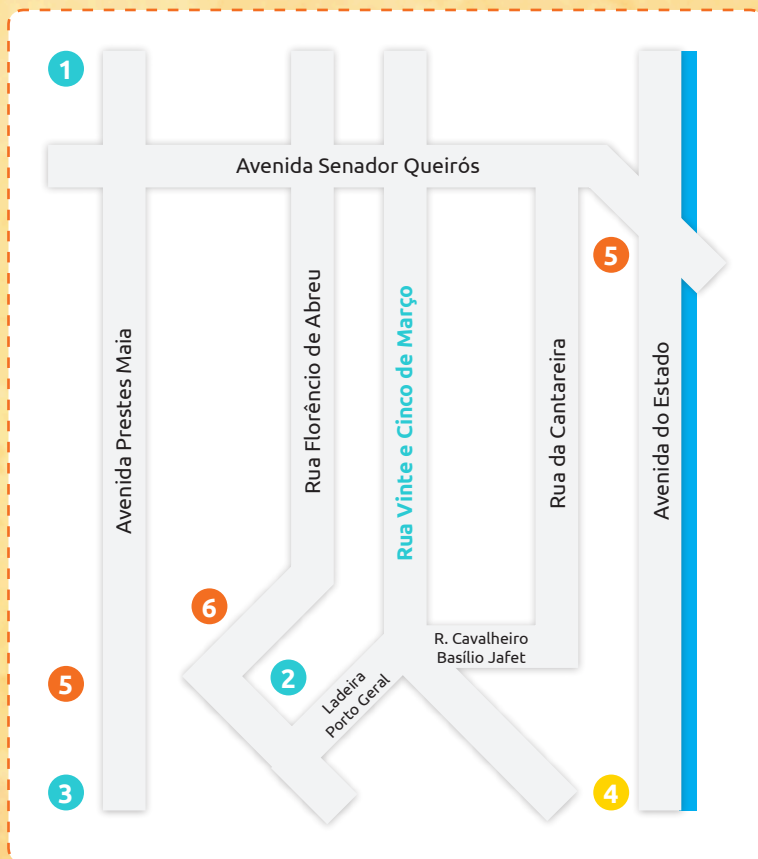 1
Avenida Senador Queirós
5
Avenida Prestes Maia
Rua Florêncio de Abreu
Rua Vinte e Cinco de Março
Rua da Cantareira
Avenida do Estado
6
R. Cavalheiro
Basílio Jafet
2
Ladeira
Porto Geral
5
3
4